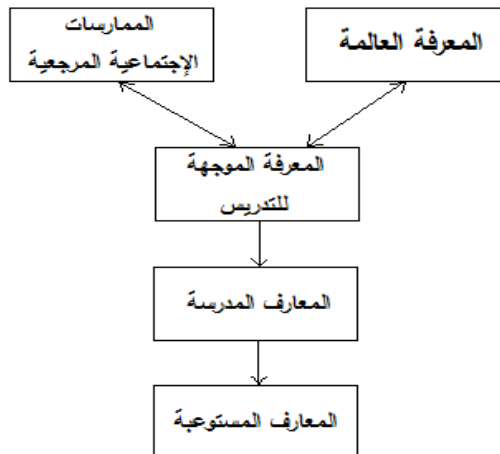 المعرفة العالمة
الممارسات
الإجتماعية المرجعية
المعرفة الموجهة
للتدريس
المعارف المدرسة
المعارف المستوعبة